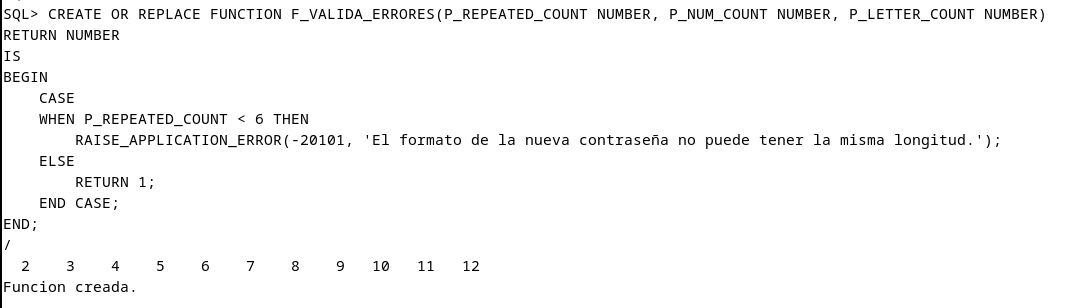 SQL> CREATE OR REPLACE FUNCTION F_VALIDA_ERRORES(P_REPEATED_COUNT NUMBER, P_NUM_COUNT NUMBER, P_LETTER_COUNT NUMBER)
RETURN NUMBER
IS
BEGIN
    CASE
    WHEN P_REPEATED_COUNT < 6 THEN
        RAISE_APPLICATION_ERROR(-20101, 'El formato de la nueva contraseña no puede tener la misma longitud.');
    ELSE
        RETURN 1;
    END CASE;
END;
/
  2    3    4    5    6    7    8    9   10   11   12
Funcion creada.